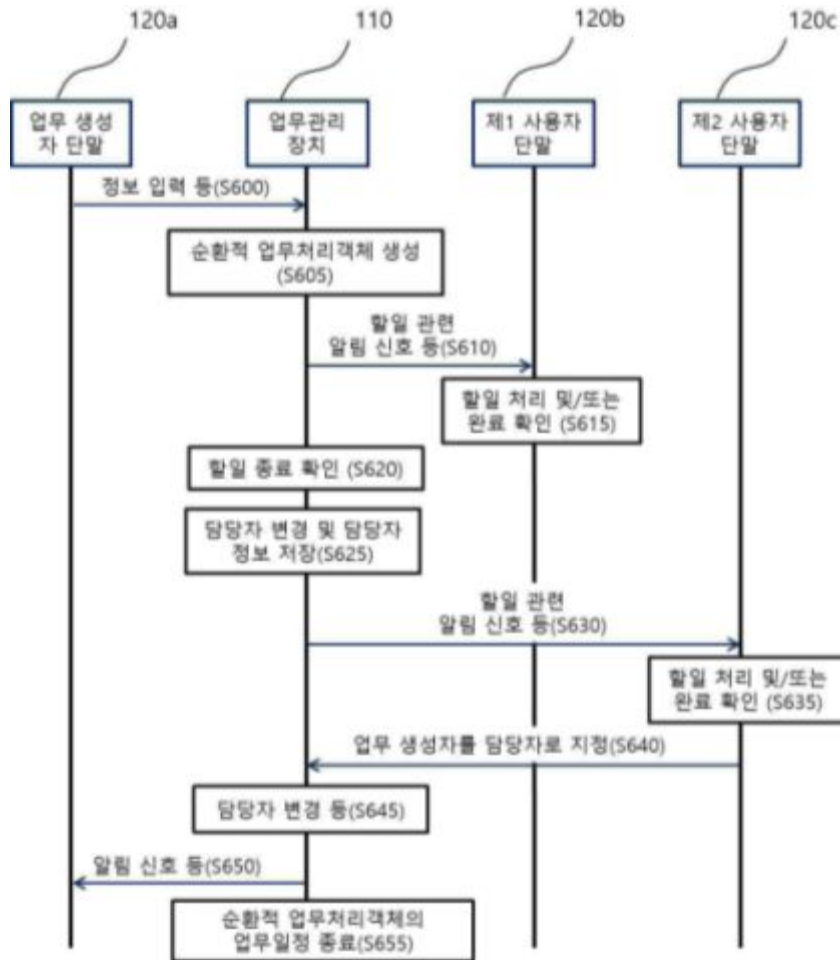 120a
110
120b
120c
업무 생성
자 단말
업무관리
장치
제1 사용자
단말
제2 사용자
단말
정보 입력 등(S600)
순환적 업무처리객체 생성
(S605)
할일 관련
알림 신호 등(S610)
할일 처리 및/또는
완료 확인 (S615)
할일 종료 확인 (S620)
담당자 변경 및 담당자
정보 저장(S625)
할일 관련
알림 신호 등(S630)
할일 처리 및/또는
완료 확인 (S635)
업무 생성자를 담당자로 지정(S640)
담당자 변경 등(S645)
알림 신호 등(S650)
순환적 업무처리객체의
업무일정 종료(S655)